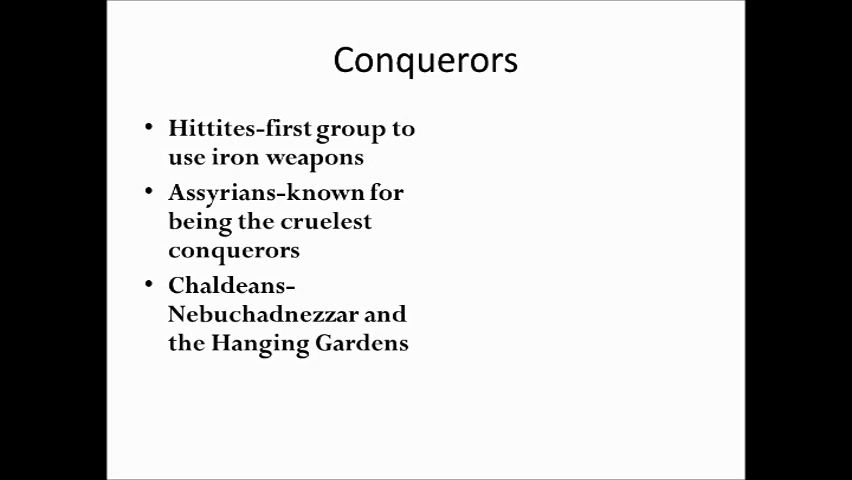 Conquerors
• Hittites-first group to
use iron weapons
• Assyrians-known for
being the cruelest
conquerors
• Chaldeans-
Nebuchadnezzar and
the Hanging Gardens